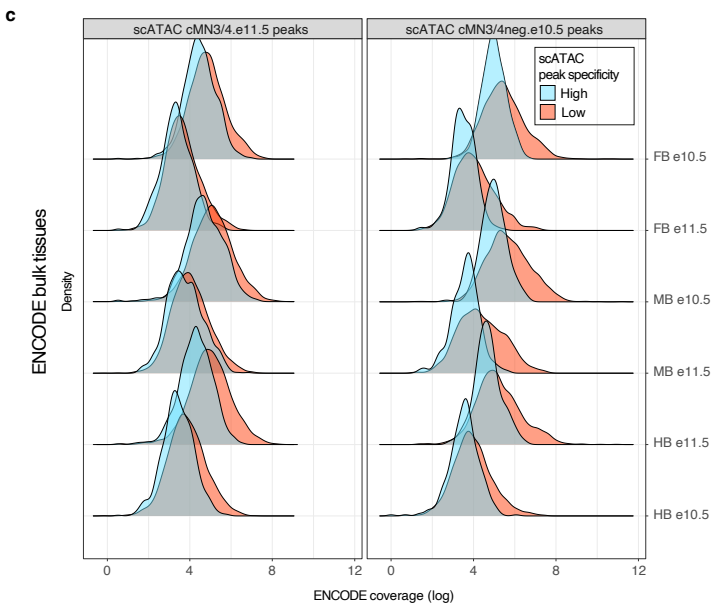 c
scATAC cMN3/4.e11.5 peaks
scATAC cMN3/4neg.e10.5 peaks
scATAC
peak specificity
High
Low
FB e10.5
FB e11.5
MB e10.5
MB e11.5
HB e11.5
HB e10.5
ENCODE bulk tissues
Density
0 4 8 12
0 4 8 12
ENCODE coverage (log)